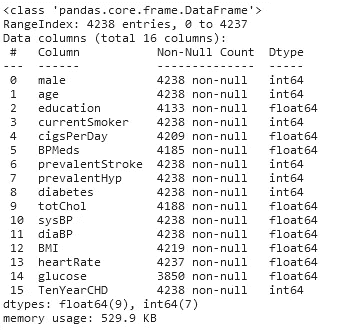 <class 'pandas.core.frame.DataFrame'>
RangeIndex: 4238 entries, 0 to 4237
Data columns (total 16 columns):
 #   Column           Non-Null Count  Dtype
---  ------           --------------  -----
 0   male             4238 non-null   int64
 1   age              4238 non-null   int64
 2   education        4133 non-null   float64
 3   currentSmoker    4238 non-null   int64
 4   cigsPerDay       4209 non-null   float64
 5   BPMeds           4185 non-null   float64
 6   prevalentStroke  4238 non-null   int64
 7   prevalentHyp     4238 non-null   int64
 8   diabetes         4238 non-null   int64
 9   totChol          4188 non-null   float64
 10  sysBP            4238 non-null   float64
 11  diaBP            4238 non-null   float64
 12  BMI              4219 non-null   float64
 13  heartRate        4237 non-null   float64
 14  glucose          3850 non-null   float64
 15  TenYearCHD       4238 non-null   int64
dtypes: float64(9), int64(7)
memory usage: 529.9 KB